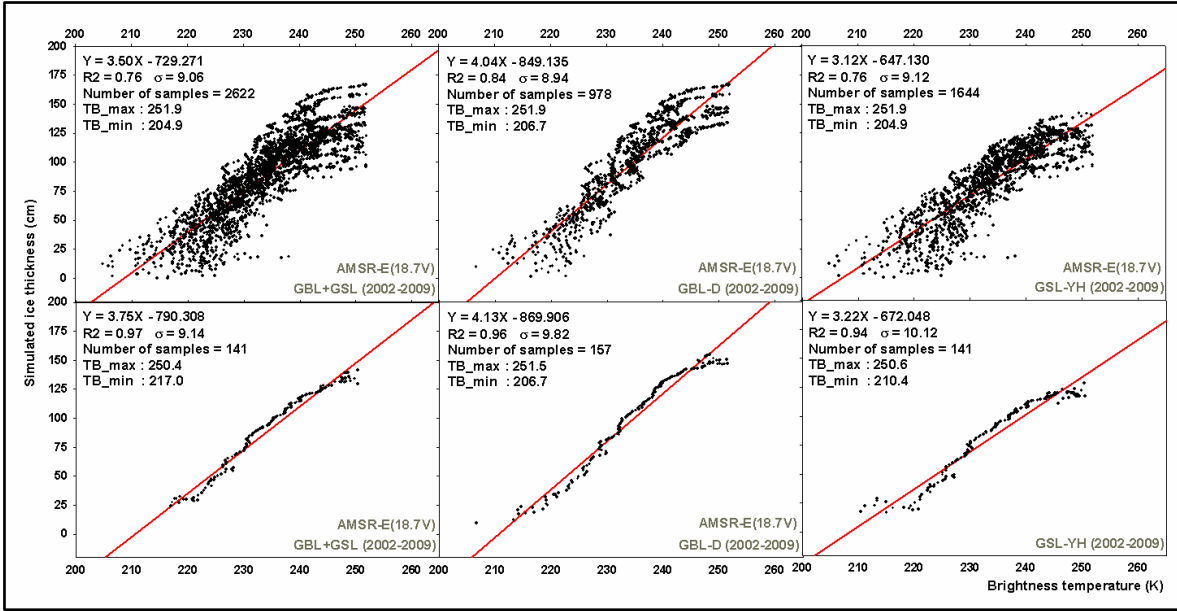 200 210 220 230 240 250 260 200 210 220 230 240 250 260 200 210 220 230 240 250 260
200
175
150
125
100
75
50
25
0
200
175
150
125
100
75
50
25
0
Simulated ice thickness (cm)
Y = 3.50X -729.271
R2 = 0.76 σ = 9.06
Number of samples = 2622
TB_max : 251.9
TB_min : 204.9
AMSR-E(18.7V)
GBL+GSL (2002-2009)
Y = 4.04X -849.135
R2 = 0.84 σ = 8.94
Number of samples = 978
TB_max : 251.9
TB_min : 206.7
AMSR-E(18.7V)
GBL-D (2002-2009)
Y = 3.12X -647.130
R2 = 0.76 σ = 9.12
Number of samples = 1644
TB_max : 251.9
TB_min : 204.9
AMSR-E(18.7V)
GSL-YH (2002-2009)
Y = 3.75X -790.308
R2 = 0.97 σ = 9.14
Number of samples = 141
TB_max : 250.4
TB_min : 217.0
AMSR-E(18.7V)
GBL+GSL (2002-2009)
Y = 4.13X -869.906
R2 = 0.96 σ = 9.82
Number of samples = 157
TB_max : 251.5
TB_min : 206.7
AMSR-E(18.7V)
GBL-D (2002-2009)
Y = 3.22X -672.048
R2 = 0.94 σ = 10.12
Number of samples = 141
TB_max : 250.6
TB_min : 210.4
GSL-YH (2002-2009)
200 210 220 230 240 250 260 200 210 220 230 240 250 260 200 210 220 230 240 250 260
Brightness temperature (K)